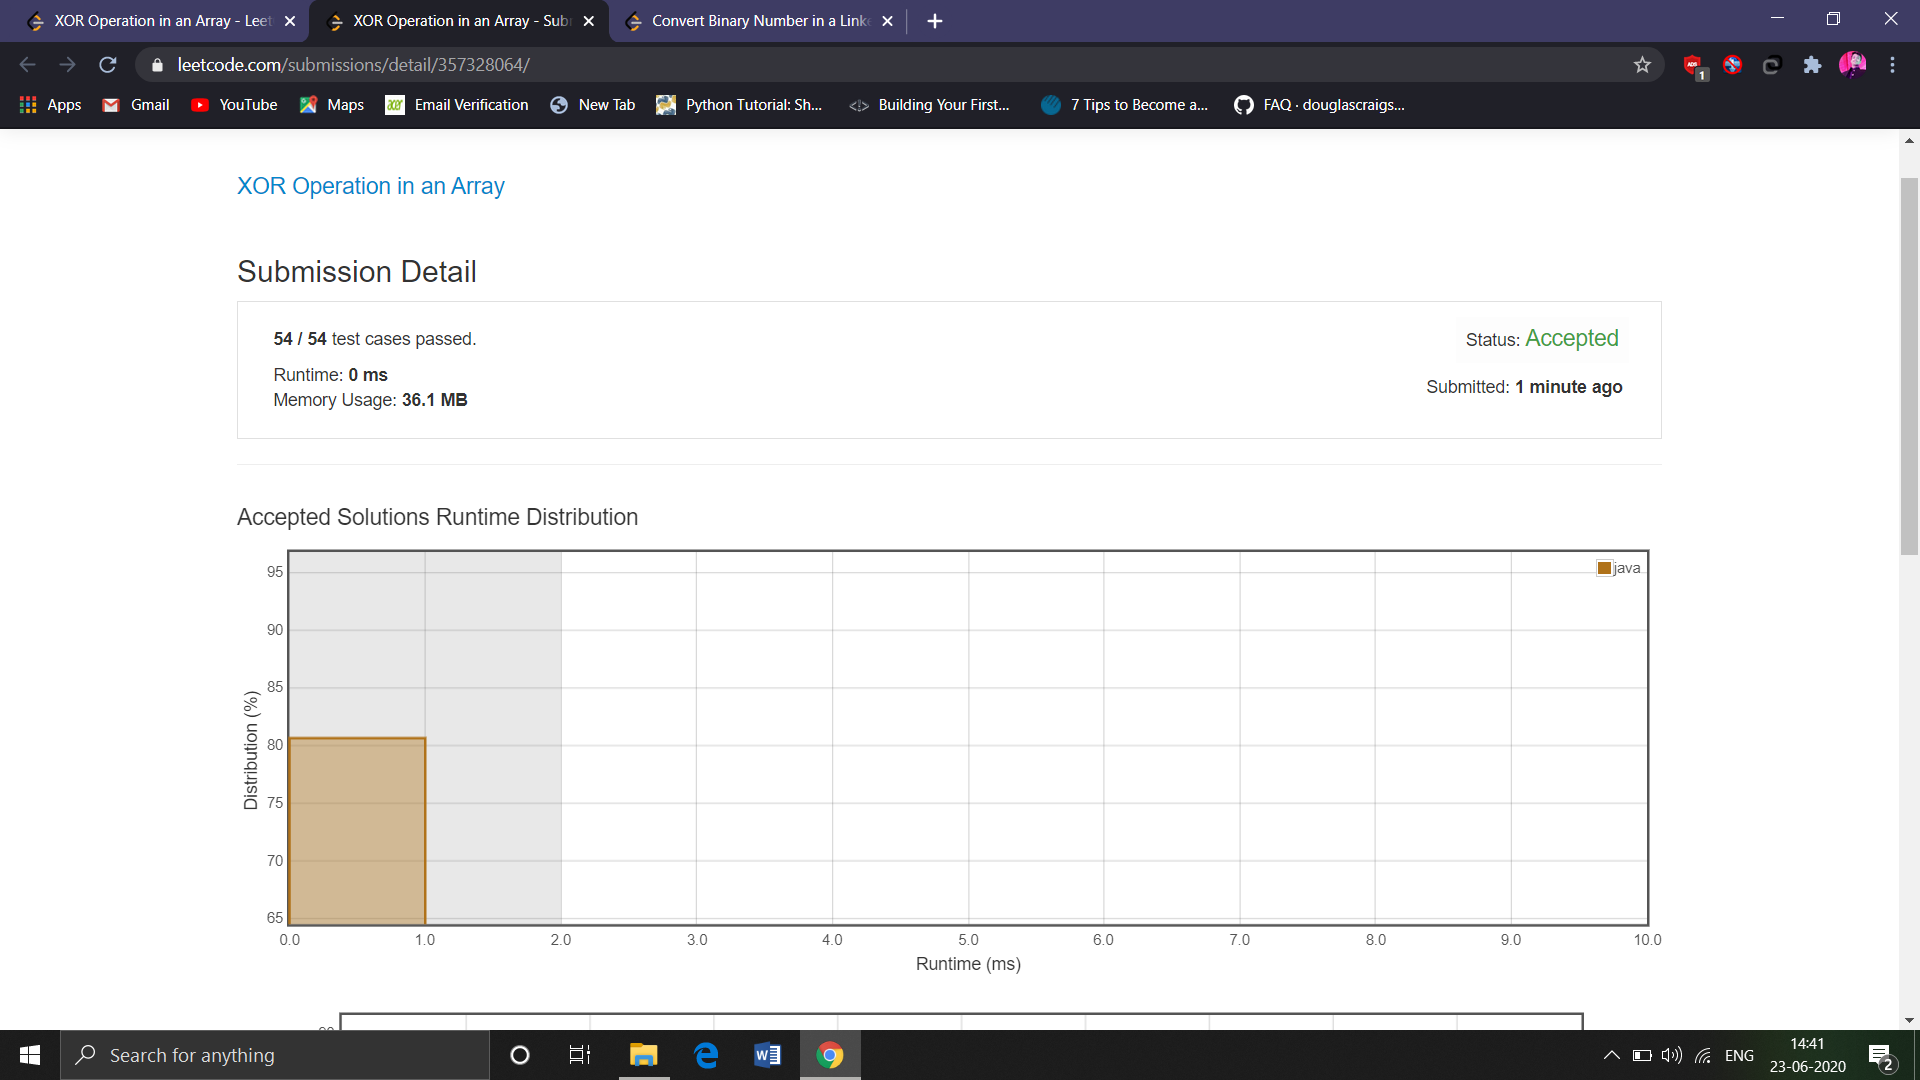 XOR Operation in an Array - Leet
XOR Operation in an Array - Sub
Convert Binary Number in a Linke
leetcode.com/submissions/detail/357328064/
ABS
1
Apps
Gmail
YouTube
Maps
acer
Email Verification
New Tab
Python Tutorial: Sh...
Building Your First...
7 Tips to Become a...
FAQ · douglascraigs...
XOR Operation in an Array
Submission Detail
54 / 54 test cases passed.
Status: Accepted
Runtime: 0 ms
Submitted: 1 minute ago
Memory Usage: 36.1 MB
Accepted Solutions Runtime Distribution
java
95
90
85
80
75
70
65
Distribution (%)
0.0 1.0 2.0 3.0 4.0 5.0 6.0 7.0 8.0 9.0 10.0
Runtime (ms)
Search for anything
ENG
14:41
23-06-2020
2